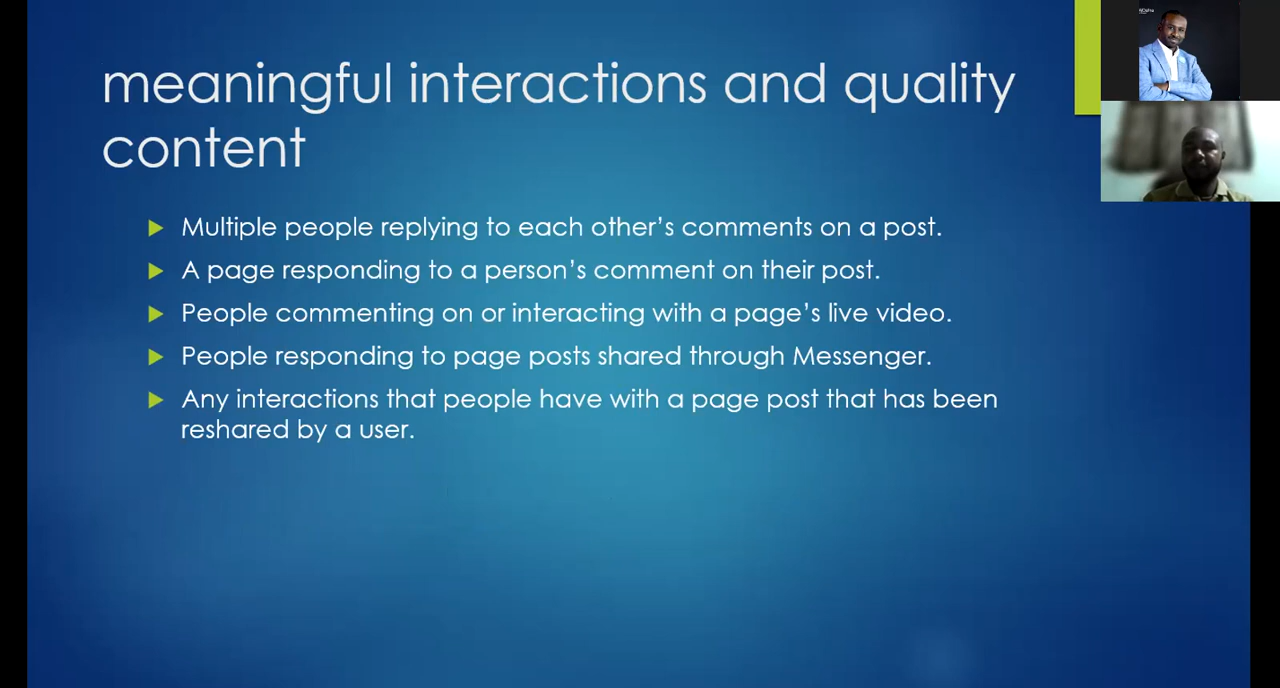 meaningful interactions and quality
content
Multiple people replying to each other's comments on a post.
A page responding to a person's comment on their post.
People commenting on or interacting with a page's live video.
People responding to page posts shared through Messenger.
Any interactions that people have with a page post that has been
reshared by a user.